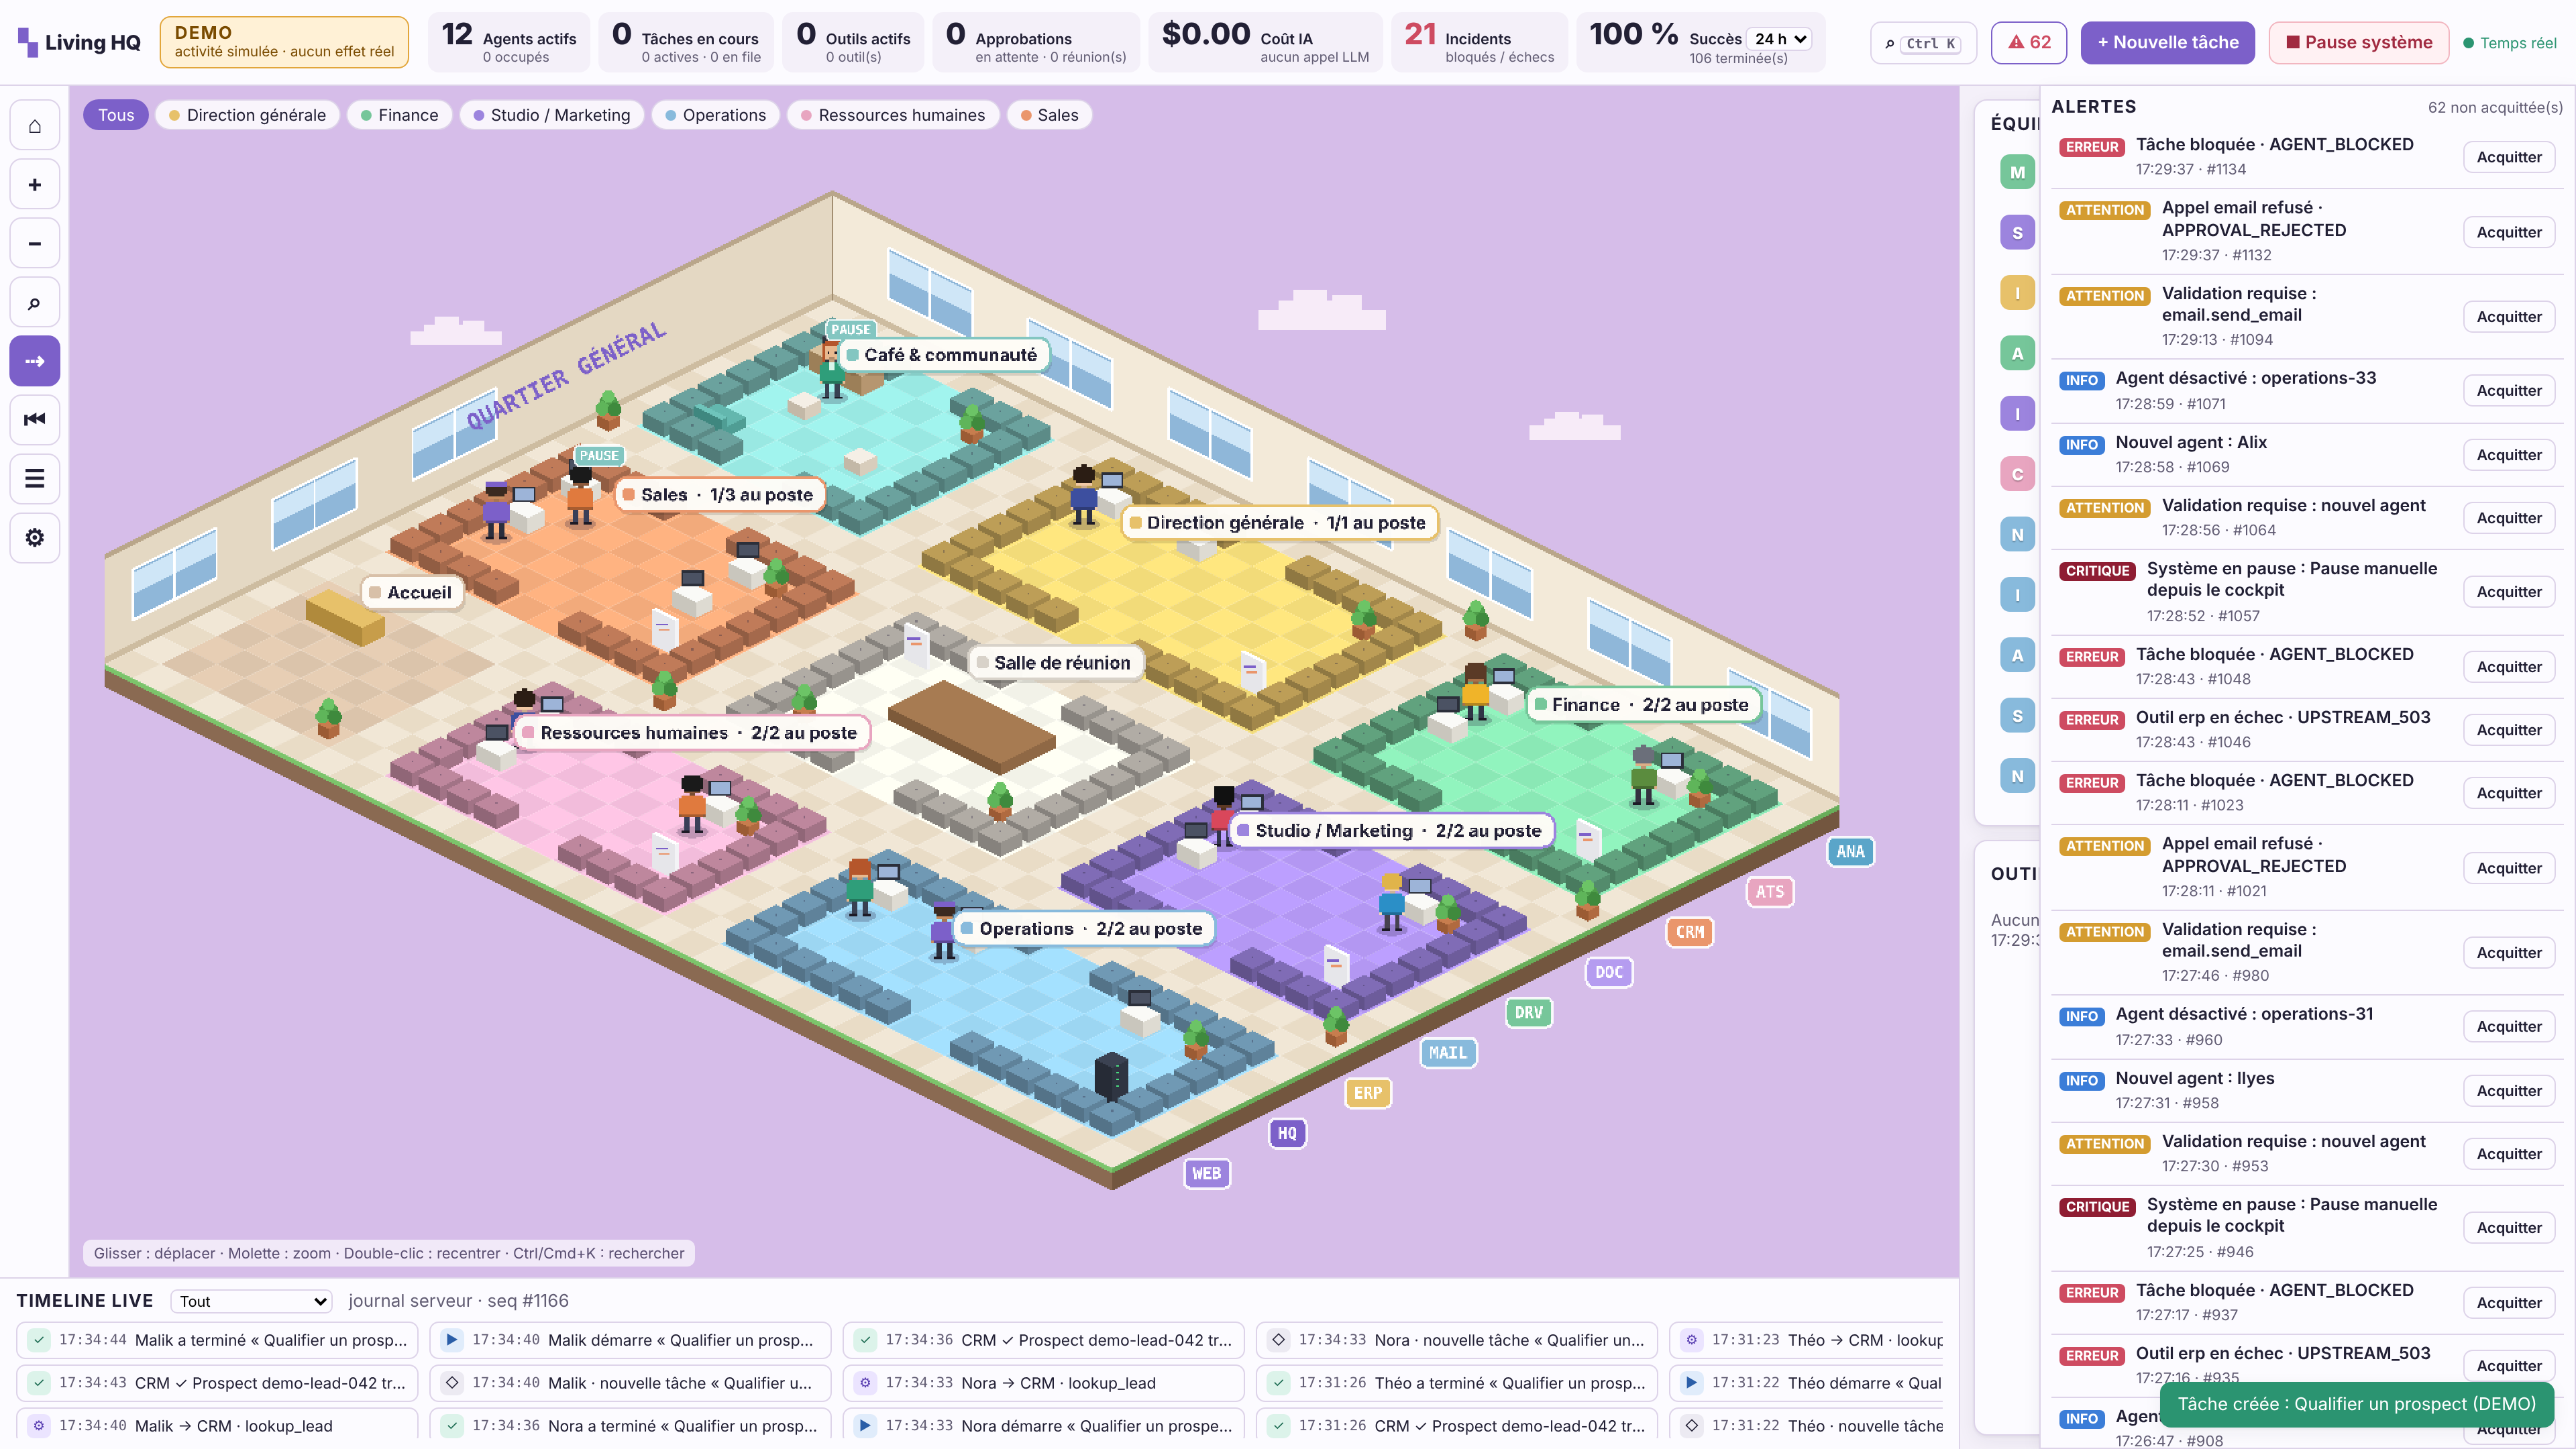 Living HQ
DEMO
activité simulée · aucun effet réel
12 Agents actifs
0 occupés
0 Tâches en cours
0 actives · 0 en file
0 Outils actifs
0 outil(s)
0 Approbations
en attente · 0 réunion(s)
$0.00 Coût IA
aucun appel LLM
21 Incidents
bloqués / échecs
100 % Succès 24 h
106 terminée(s)
Ctrl K
62
+ Nouvelle tâche
Pause système
Temps réel
Tous
Direction générale
Finance
Studio / Marketing
Operations
Ressources humaines
Sales
QUARTIER GÉNÉRAL
PAUSE
Café & communauté
PAUSE
Sales · 1/3 au poste
Direction générale · 1/1 au poste
Accueil
Salle de réunion
Finance · 2/2 au poste
Ressources humaines · 2/2 au poste
Studio / Marketing · 2/2 au poste
Operations · 2/2 au poste
ANA
ATS
CRM
DOC
DRV
MAIL
ERP
HQ
WEB
Glisser : déplacer · Molette : zoom · Double-clic : recentrer · Ctrl/Cmd+K : rechercher
ÉQUI
M
S
I
A
I
C
N
I
A
S
N
OUTI
Aucun
17:29:3
ALERTES
62 non acquittée(s)
ERREUR Tâche bloquée · AGENT_BLOCKED
17:29:37 · #1134
Acquitter
ATTENTION Appel email refusé ·
APPROVAL_REJECTED
17:29:37 · #1132
Acquitter
ATTENTION Validation requise :
email.send_email
17:29:13 · #1094
Acquitter
INFO Agent désactivé : operations-33
17:28:59 · #1071
Acquitter
INFO Nouvel agent : Alix
17:28:58 · #1069
Acquitter
ATTENTION Validation requise : nouvel agent
17:28:56 · #1064
Acquitter
CRITIQUE Système en pause : Pause manuelle
depuis le cockpit
17:28:52 · #1057
Acquitter
ERREUR Tâche bloquée · AGENT_BLOCKED
17:28:43 · #1048
Acquitter
ERREUR Outil erp en échec · UPSTREAM_503
17:28:43 · #1046
Acquitter
ERREUR Tâche bloquée · AGENT_BLOCKED
17:28:11 · #1023
Acquitter
ATTENTION Appel email refusé ·
APPROVAL_REJECTED
17:28:11 · #1021
Acquitter
ATTENTION Validation requise :
email.send_email
17:27:46 · #980
Acquitter
INFO Agent désactivé : operations-31
17:27:33 · #960
Acquitter
INFO Nouvel agent : Ilyes
17:27:31 · #958
Acquitter
ATTENTION Validation requise : nouvel agent
17:27:30 · #953
Acquitter
CRITIQUE Système en pause : Pause manuelle
depuis le cockpit
17:27:25 · #946
Acquitter
ERREUR Tâche bloquée · AGENT_BLOCKED
17:27:17 · #937
Acquitter
ERREUR Outil erp en échec · UPSTREAM_503
17:27:16 · #935
Acquitter
INFO Agent
17:26:47 · #908
Acquitter
Tâche créée : Qualifier un prospect (DEMO)
TIMELINE LIVE Tout journal serveur · seq #1166
17:34:44 Malik a terminé « Qualifier un prosp...
17:34:40 Malik démarre « Qualifier un prosp...
17:34:36 CRM ✓ Prospect demo-lead-042 tr...
17:34:33 Nora · nouvelle tâche « Qualifier un...
17:31:23 Théo → CRM · lookup
17:34:43 CRM ✓ Prospect demo-lead-042 tr...
17:34:40 Malik · nouvelle tâche « Qualifier u...
17:34:33 Nora → CRM · lookup_lead
17:31:26 Théo a terminé « Qualifier un prosp...
17:31:22 Théo démarre « Qual
17:34:40 Malik → CRM · lookup_lead
17:34:36 Nora a terminé « Qualifier un prosp...
17:34:33 Nora démarre « Qualifier un prospe...
17:31:26 CRM ✓ Prospect demo-lead-042 tr...
17:31:22 Théo · nouvelle tâche